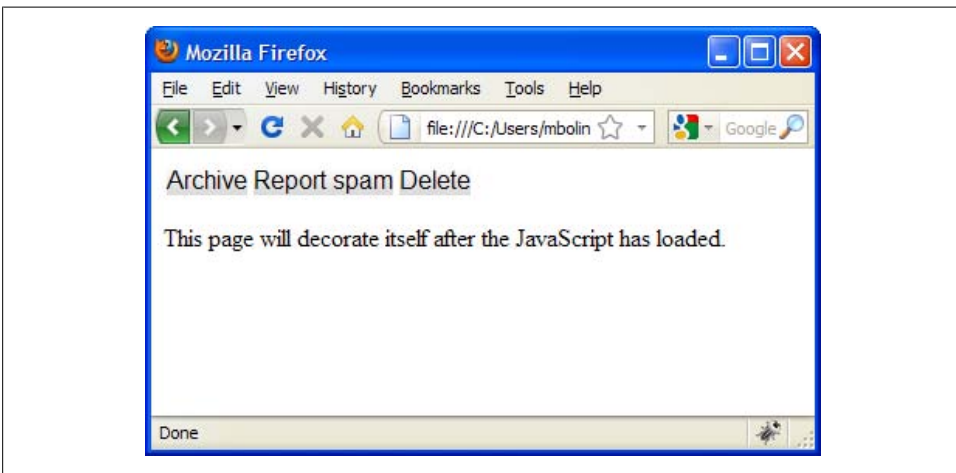 Mozilla Firefox
File Edit View History Bookmarks Tools Help
file:///C:/Users/mbolin Google
Archive Report spam Delete
This page will decorate itself after the JavaScript has loaded.
Done